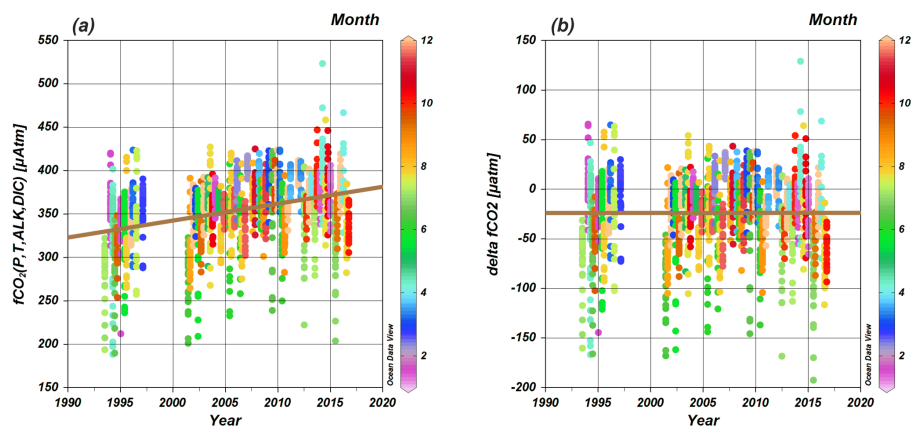 (a)
Month
550
500
450
400
350
300
250
200
150
fCO2(P,T,ALK,DIC) [µAtm]
1990 1995 2000 2005 2010 2015 2020
Year
12
10
8
6
4
2
Ocean Data View
(b)
Month
150
100
50
0
-50
-100
-150
-200
delta fCO2 [µatm]
1990 1995 2000 2005 2010 2015 2020
Year
12
10
8
6
4
2
Ocean Data View